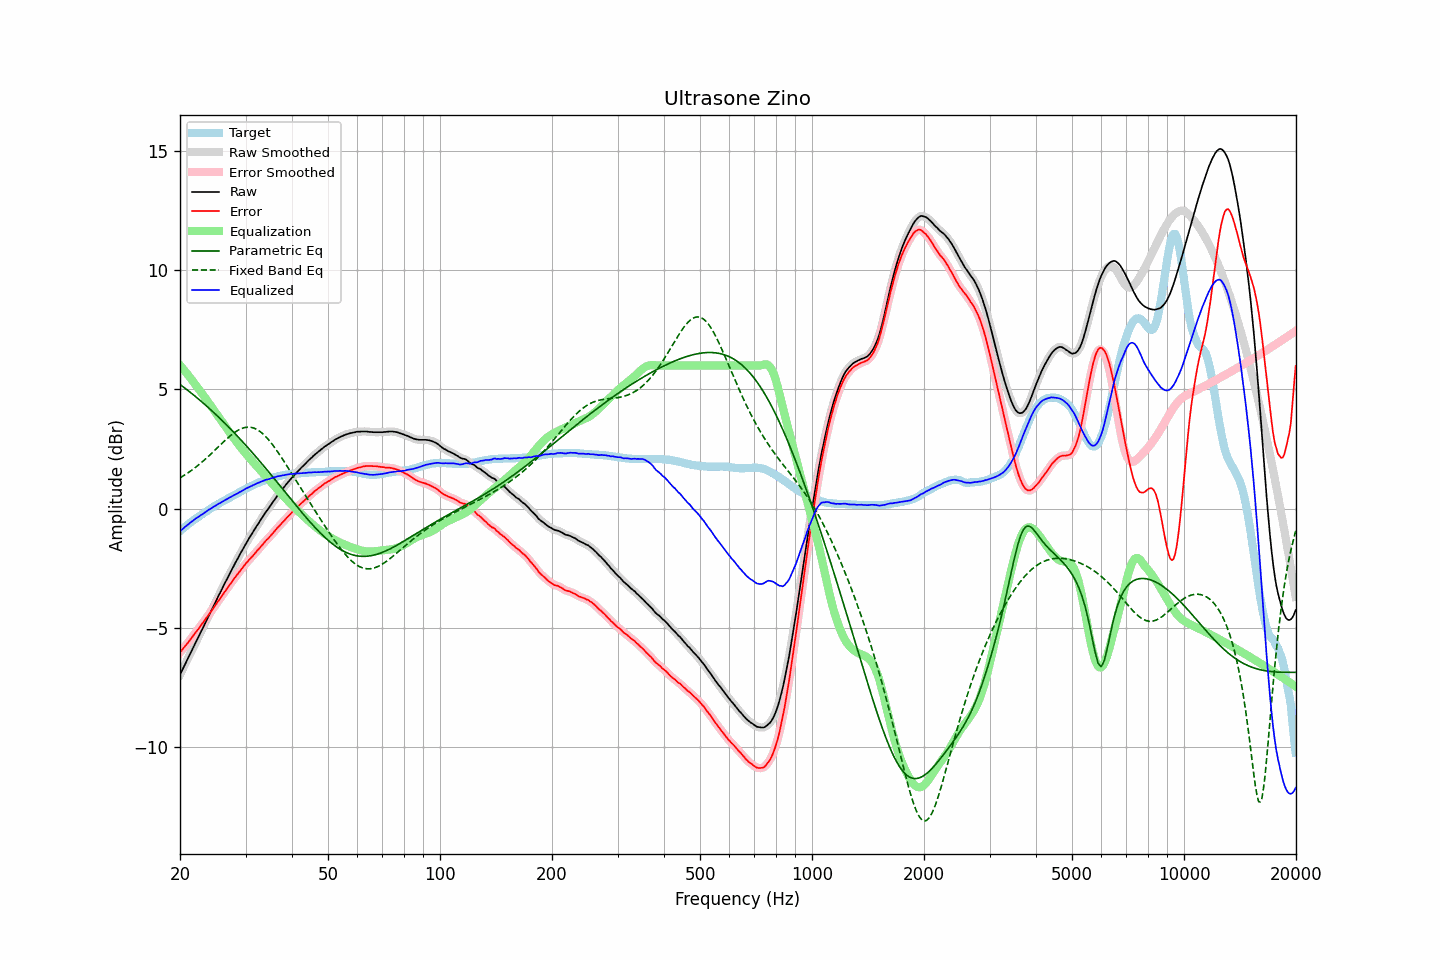 Ultrasone Zino
Target
Raw Smoothed
Error Smoothed
Raw
Error
Equalization
Parametric Eq
Fixed Band Eq
Equalized
15
10
5
0
−5
−10
Amplitude (dBr)
20 50 100 200 500 1000 2000 5000 10000 20000
Frequency (Hz)